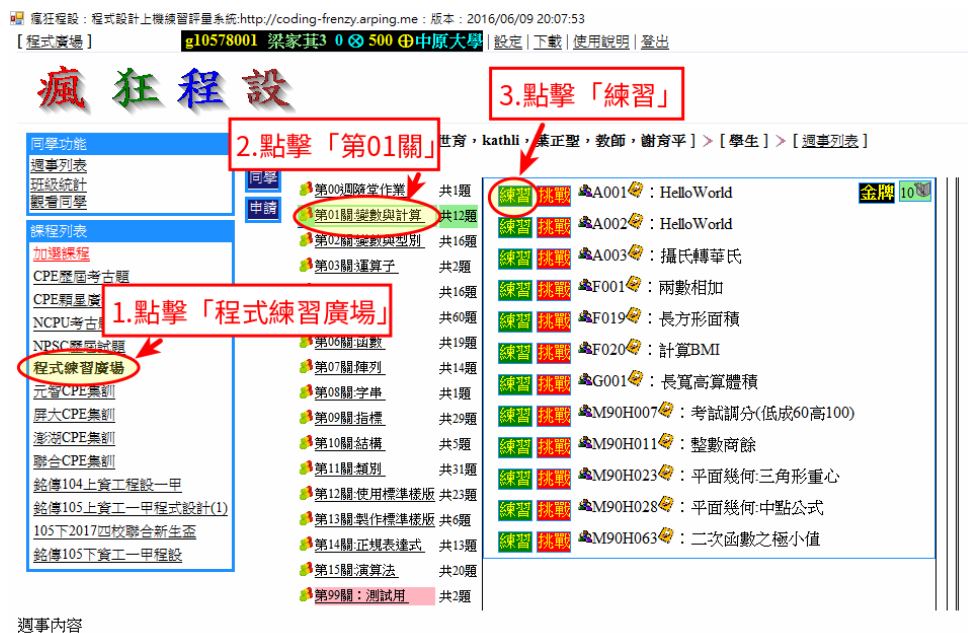 瘋狂程設：程式設計上機練習評量系統:http://coding-frenzy.arping.me：版本：2016/06/09 20:07:53
[程式廣場] g10578001 梁家萁3 0 ⊗ 500 ⊕中原大學 | 設定 | 下載 | 使用說明 | 登出
瘋狂程設
3.點擊「練習」
2.點擊「第01關」
世育，kathli，葉正聖，教師，謝育平] > [學生] > [週事列表]
同學功能
週事列表
班級統計
觀看同學
同學
申請
課程列表
加選課程
CPE歷屆考古題
CPE顆星廣
NCPU考古
NPSC歷屆試題
程式練習廣場
元智CPE集訓
屏大CPE集訓
澎湖CPE集訓
聯合CPE集訓
銘傳104上資工程設一甲
銘傳105上資工一甲程式設計(1)
105下2017四校聯合新生盃
銘傳105下資工一甲程設
1.點擊「程式練習廣場」
第00週隨堂作業 共1題
第01關:變數與計算 共12題
第02關:變數與型別 共16題
第03關:運算子 共2題
共16題
共60題
第06關:函數 共19題
第07關:陣列 共14題
第08關:字串 共1題
第09關:指標 共29題
第10關:結構 共5題
第11關:類別 共31題
第12關:使用標準樣版 共23題
第13關:製作標準樣版 共6題
第14關:正規表達式 共13題
第15關:演算法 共20題
第99關：測試用 共2題
練習 挑戰 A001：HelloWorld 金牌 10
練習 挑戰 A002：HelloWorld
練習 挑戰 A003：攝氏轉華氏
練習 挑戰 F001：兩數相加
練習 挑戰 F019：長方形面積
練習 挑戰 F020：計算BMI
練習 挑戰 G001：長寬高算體積
練習 挑戰 M90H007：考試調分(低成60高100)
練習 挑戰 M90H011：整數商餘
練習 挑戰 M90H023：平面幾何:三角形重心
練習 挑戰 M90H028：平面幾何:中點公式
練習 挑戰 M90H063：二次函數之極小值
週事內容